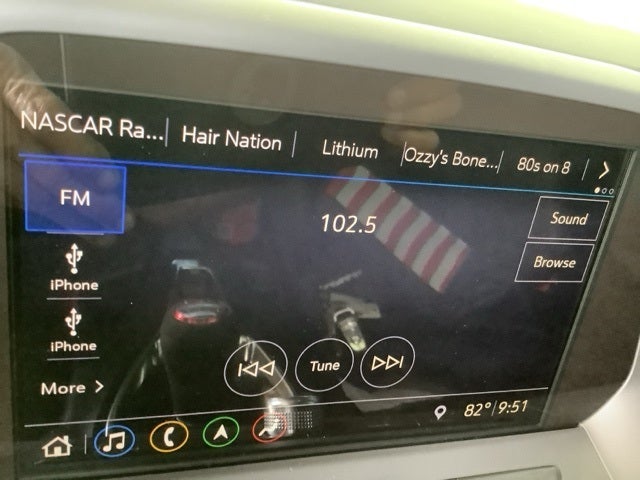 NASCAR Ra... Hair Nation Lithium Ozzy's Bone... 80s on 8
FM
102.5
Sound
Browse
iPhone
iPhone
Tune
More
82° 9:51